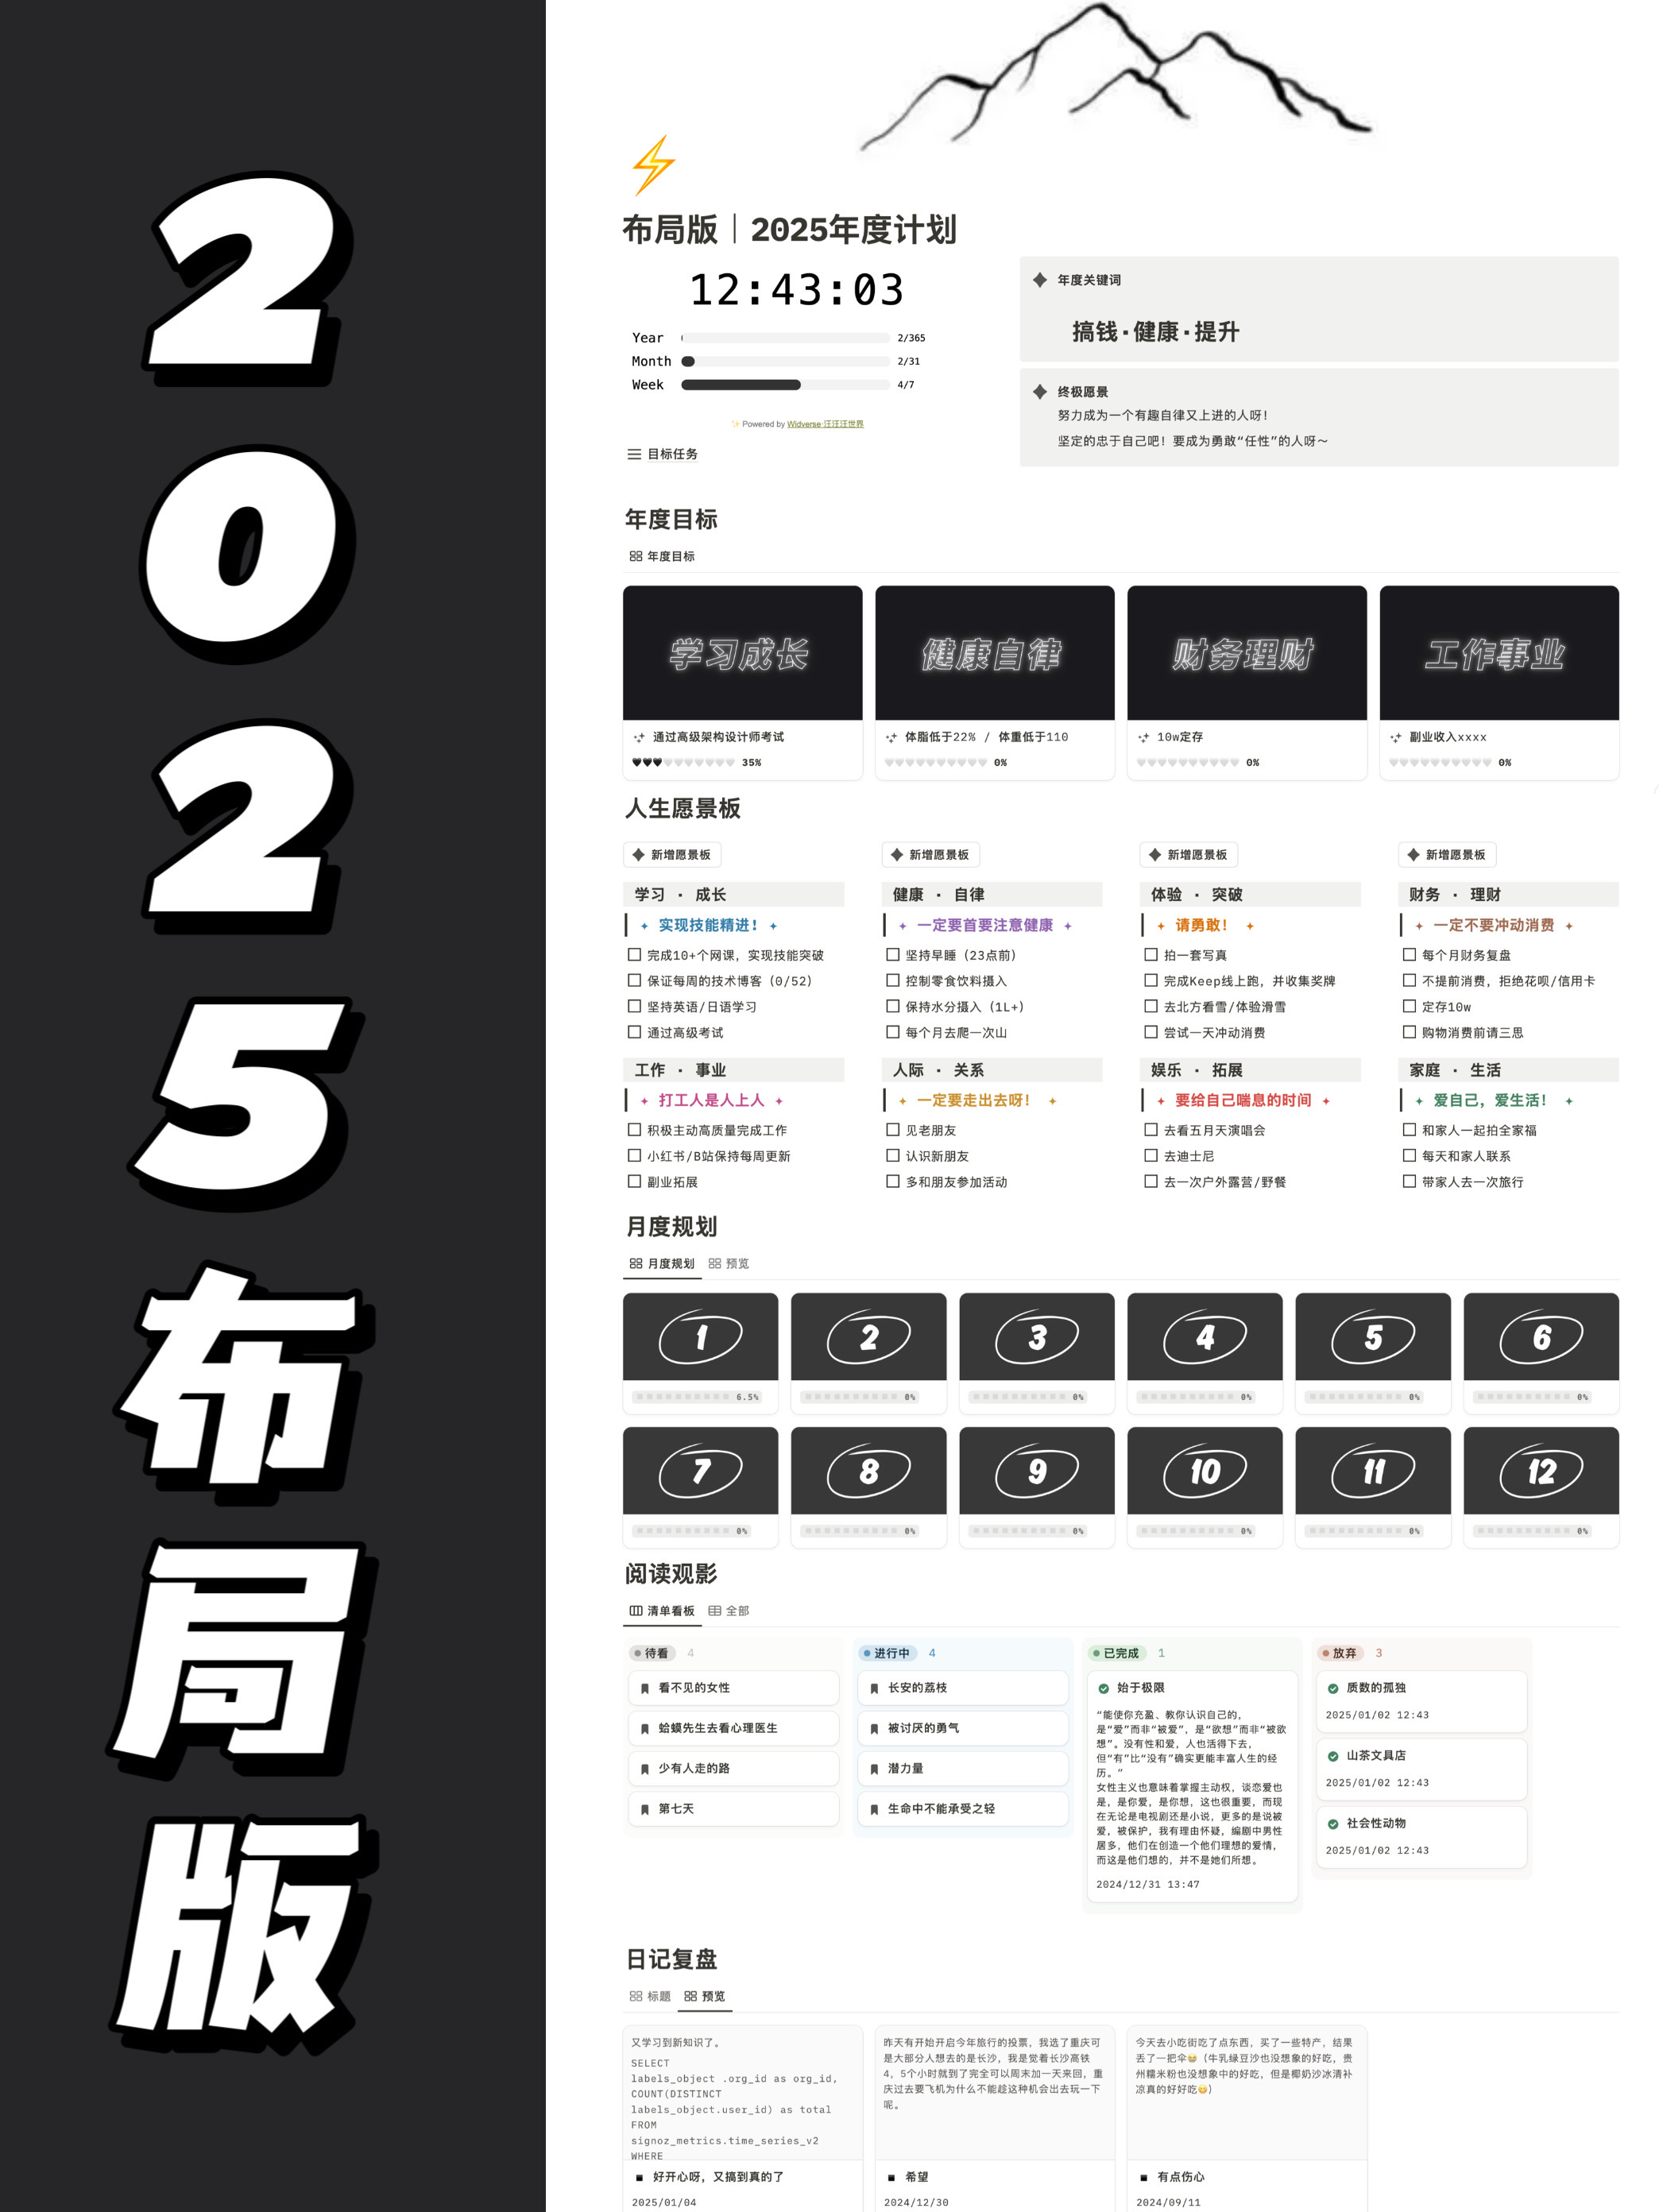 2025布局版
布局版｜2025年度计划
12:43:03
Year 2/365
Month 2/31
Week 4/7
✨ Powered by Widverse·汪汪汪世界
目标任务
年度关键词
搞钱·健康·提升
终极愿景
努力成为一个有趣自律又上进的人呀！
坚定的忠于自己吧！要成为勇敢“任性”的人呀～
年度目标
年度目标
学习成长
通过高级架构设计师考试
35%
健康自律
体脂低于22% / 体重低于110
0%
财务理财
10w定存
0%
工作事业
副业收入xxxx
0%
人生愿景板
新增愿景板
新增愿景板
新增愿景板
新增愿景板
学习 · 成长
实现技能精进！
完成10+个网课，实现技能突破
保证每周的技术博客（0/52）
坚持英语/日语学习
通过高级考试
健康 · 自律
一定要首要注意健康
坚持早睡（23点前）
控制零食饮料摄入
保持水分摄入（1L+）
每个月去爬一次山
体验 · 突破
请勇敢！
拍一套写真
完成Keep线上跑，并收集奖牌
去北方看雪/体验滑雪
尝试一天冲动消费
财务 · 理财
一定不要冲动消费
每个月财务复盘
不提前消费，拒绝花呗/信用卡
定存10w
购物消费前请三思
工作 · 事业
打工人是人上人
积极主动高质量完成工作
小红书/B站保持每周更新
副业拓展
人际 · 关系
一定要走出去呀！
见老朋友
认识新朋友
多和朋友参加活动
娱乐 · 拓展
要给自己喘息的时间
去看五月天演唱会
去迪士尼
去一次户外露营/野餐
家庭 · 生活
爱自己，爱生活！
和家人一起拍全家福
每天和家人联系
带家人去一次旅行
月度规划
月度规划 预览
1 2 3 4 5 6
6.5% 0% 0% 0% 0% 0%
7 8 9 10 11 12
0% 0% 0% 0% 0% 0%
阅读观影
清单看板 全部
待看 4
看不见的女性
蛤蟆先生去看心理医生
少有人走的路
第七天
进行中 4
长安的荔枝
被讨厌的勇气
潜力量
生命中不能承受之轻
已完成 1
始于极限
“能使你充盈、教你认识自己的，
是“爱”而非“被爱”，是“欲想”而非“被欲
想”。没有性和爱，人也活得下去，
但“有”比“没有”确实更能丰富人生的经
历。”
女性主义也意味着掌握主动权，谈恋爱也
是，是你爱，是你想，这也很重要，而现
在无论是电视剧还是小说，更多的是说被
爱，被保护，我有理由怀疑，编剧中男性
居多，他们在创造一个他们理想的爱情，
而这是他们想的，并不是她们所想。
2024/12/31 13:47
放弃 3
质数的孤独
2025/01/02 12:43
山茶文具店
2025/01/02 12:43
社会性动物
2025/01/02 12:43
日记复盘
标题 预览
又学习到新知识了。
SELECT
labels_object .org_id as org_id,
COUNT(DISTINCT
labels_object.user_id) as total
FROM
signoz_metrics.time_series_v2
WHERE
好开心呀，又搞到真的了
2025/01/04
昨天有开始开启今年旅行的投票，我选了重庆可
是大部分人想去的是长沙，我是觉着长沙高铁
4，5个小时就到了完全可以周末加一天来回，重
庆过去要飞机为什么不能趁这种机会出去玩一下
呢。
希望
2024/12/30
今天去小吃街吃了点东西，买了一些特产，结果
丢了一把伞😭（牛乳绿豆沙也没想象的好吃，贵
州糯米粉也没想象中的好吃，但是椰奶沙冰清补
凉真的好好吃😋）
有点伤心
2024/09/11